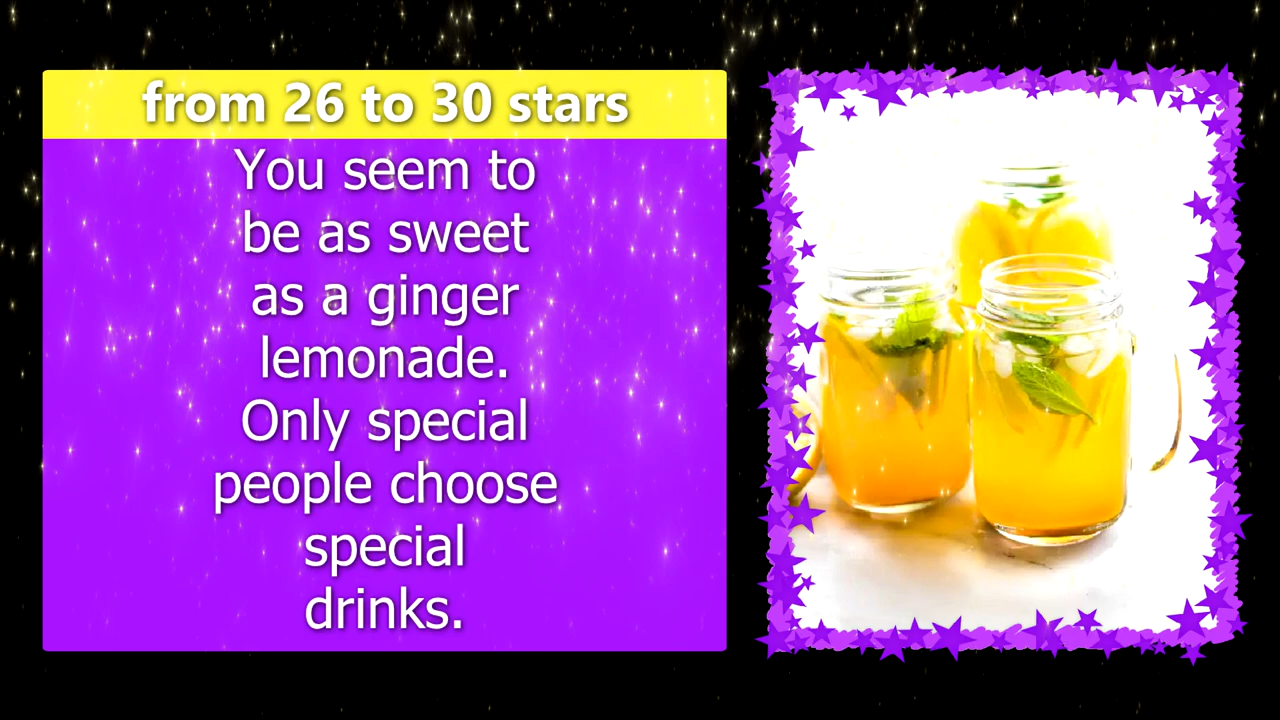 from 26 to 30 stars
You seem to
be as sweet
as a ginger
lemonade.
Only special
people choose
special
drinks.